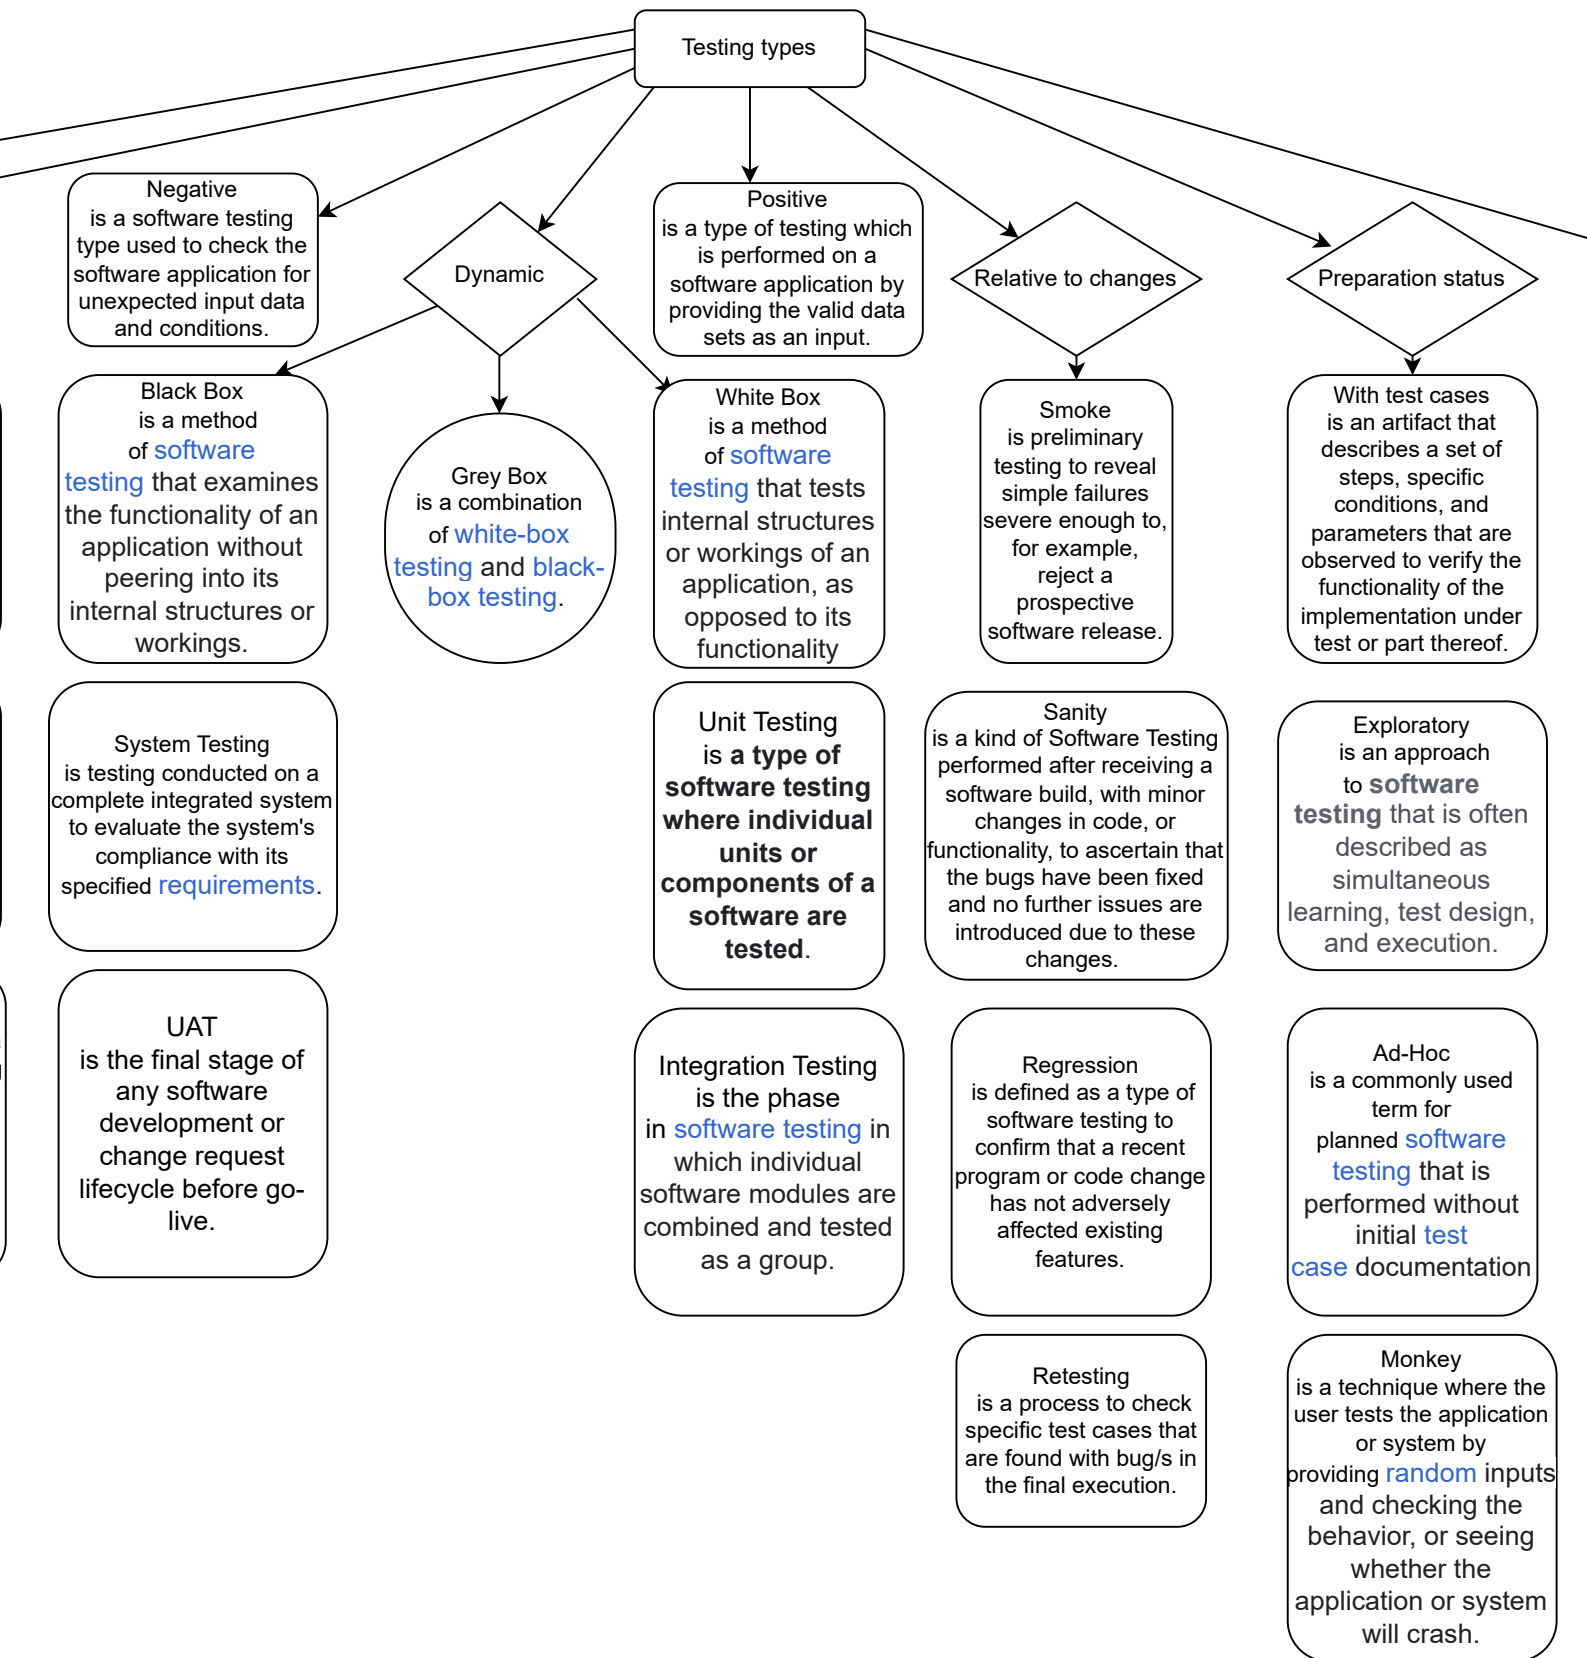 Testing types
Negative
is a software testing
type used to check the
software application for
unexpected input data
and conditions.
Dynamic
Positive
is a type of testing which
is performed on a
software application by
providing the valid data
sets as an input.
Relative to changes
Preparation status
Black Box
is a method
of software
testing that examines
the functionality of an
application without
peering into its
internal structures or
workings.
Grey Box
is a combination
of white-box
testing and black-
box testing.
White Box
is a method
of software
testing that tests
internal structures
or workings of an
application, as
opposed to its
functionality
Smoke
is preliminary
testing to reveal
simple failures
severe enough to,
for example,
reject a
prospective
software release.
With test cases
is an artifact that
describes a set of
steps, specific
conditions, and
parameters that are
observed to verify the
functionality of the
implementation under
test or part thereof.
System Testing
is testing conducted on a
complete integrated system
to evaluate the system's
compliance with its
specified requirements.
Unit Testing
is a type of
software testing
where individual
units or
components of a
software are
tested.
Sanity
is a kind of Software Testing
performed after receiving a
software build, with minor
changes in code, or
functionality, to ascertain that
the bugs have been fixed
and no further issues are
introduced due to these
changes.
Exploratory
is an approach
to software
testing that is often
described as
simultaneous
learning, test design,
and execution.
UAT
is the final stage of
any software
development or
change request
lifecycle before go-
live.
Integration Testing
is the phase
in software testing in
which individual
software modules are
combined and tested
as a group.
Regression
is defined as a type of
software testing to
confirm that a recent
program or code change
has not adversely
affected existing
features.
Ad-Hoc
is a commonly used
term for
planned software
testing that is
performed without
initial test
case documentation
Retesting
is a process to check
specific test cases that
are found with bug/s in
the final execution.
Monkey
is a technique where the
user tests the application
or system by
providing random inputs
and checking the
behavior, or seeing
whether the
application or system
will crash.